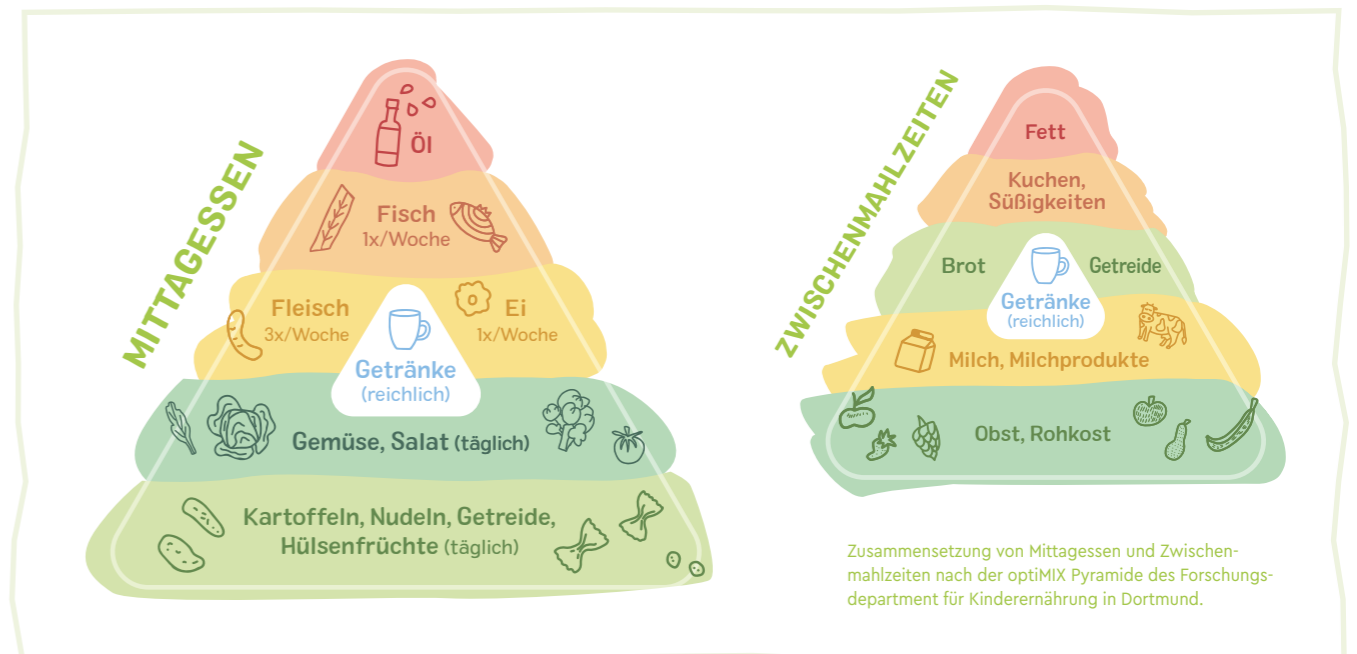 MITTAGESSEN
Öl
Fisch
1x/Woche
Fleisch
3x/Woche
Ei
1x/Woche
Getränke
(reichlich)
Gemüse, Salat (täglich)
Kartoffeln, Nudeln, Getreide,
Hülsenfrüchte (täglich)
ZWISCHENMAHLZEITEN
Fett
Kuchen,
Süßigkeiten
Brot
Getreide
Getränke
(reichlich)
Milch, Milchprodukte
Obst, Rohkost
Zusammensetzung von Mittagessen und Zwischen-
mahlzeiten nach der optiMIX Pyramide des Forschungs-
department für Kinderernährung in Dortmund.